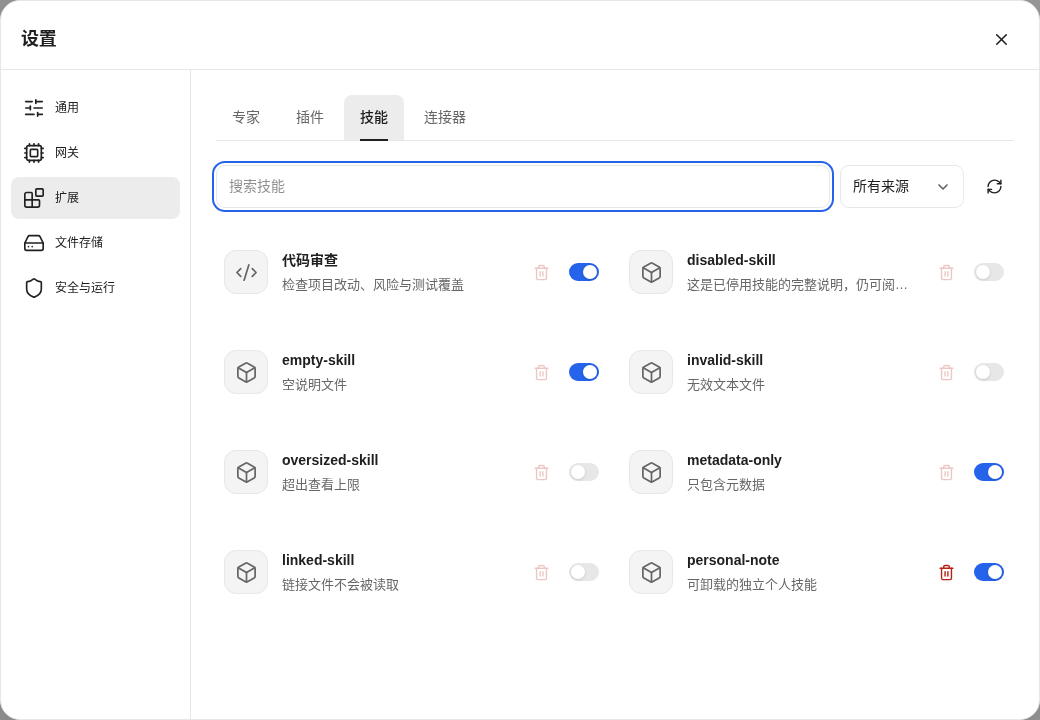 设置
通用
网关
扩展
文件存储
安全与运行
专家 插件 技能 连接器
搜索技能
所有来源
代码审查
检查项目改动、风险与测试覆盖
disabled-skill
这是已停用技能的完整说明，仍可阅…
empty-skill
空说明文件
invalid-skill
无效文本文件
oversized-skill
超出查看上限
metadata-only
只包含元数据
linked-skill
链接文件不会被读取
personal-note
可卸载的独立个人技能